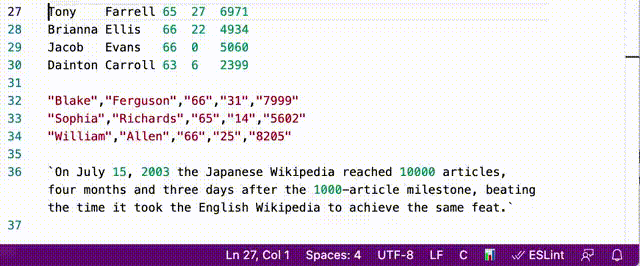 27 Tony Farrell 65 27 6971
28 Brianna Ellis 66 22 4934
29 Jacob Evans 66 0 5060
30 Dainton Carroll 63 6 2399
31
32 "Blake","Ferguson","66","31","7999"
33 "Sophia","Richards","65","14","5602"
34 "William","Allen","66","25","8205"
35
36 `On July 15, 2003 the Japanese Wikipedia reached 10000 articles,
four months and three days after the 1000-article milestone, beating
the time it took the English Wikipedia to achieve the same feat.`
37
Ln 27, Col 1 Spaces: 4 UTF-8 LF C ESLint